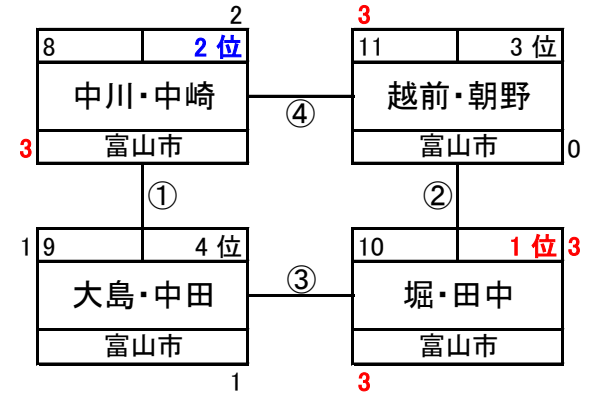 2 3
8 2位 11 3位
中川・中崎 ④ 越前・朝野
3 富山市 富山市 0
① ②
1 9 4位 10 1位 3
大島・中田 ③ 堀・田中
富山市 富山市
1 3